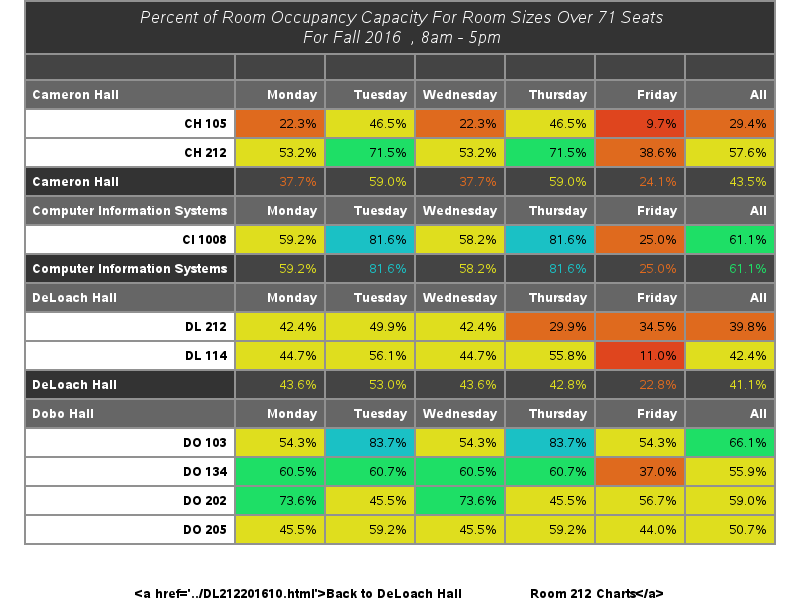 Percent of Room Occupancy Capacity For Room Sizes Over 71 Seats
For Fall 2016 , 8am - 5pm
Cameron Hall Monday Tuesday Wednesday Thursday Friday All
CH 105 22.3% 46.5% 22.3% 46.5% 9.7% 29.4%
CH 212 53.2% 71.5% 53.2% 71.5% 38.6% 57.6%
Cameron Hall 37.7% 59.0% 37.7% 59.0% 24.1% 43.5%
Computer Information Systems Monday Tuesday Wednesday Thursday Friday All
CI 1008 59.2% 81.6% 58.2% 81.6% 25.0% 61.1%
Computer Information Systems 59.2% 81.6% 58.2% 81.6% 25.0% 61.1%
DeLoach Hall Monday Tuesday Wednesday Thursday Friday All
DL 212 42.4% 49.9% 42.4% 29.9% 34.5% 39.8%
DL 114 44.7% 56.1% 44.7% 55.8% 11.0% 42.4%
DeLoach Hall 43.6% 53.0% 43.6% 42.8% 22.8% 41.1%
Dobo Hall Monday Tuesday Wednesday Thursday Friday All
DO 103 54.3% 83.7% 54.3% 83.7% 54.3% 66.1%
DO 134 60.5% 60.7% 60.5% 60.7% 37.0% 55.9%
DO 202 73.6% 45.5% 73.6% 45.5% 56.7% 59.0%
DO 205 45.5% 59.2% 45.5% 59.2% 44.0% 50.7%
&lt;a href='../DL212201610.html'&gt;Back to DeLoach Hall Room 212 Charts&lt;/a&gt;